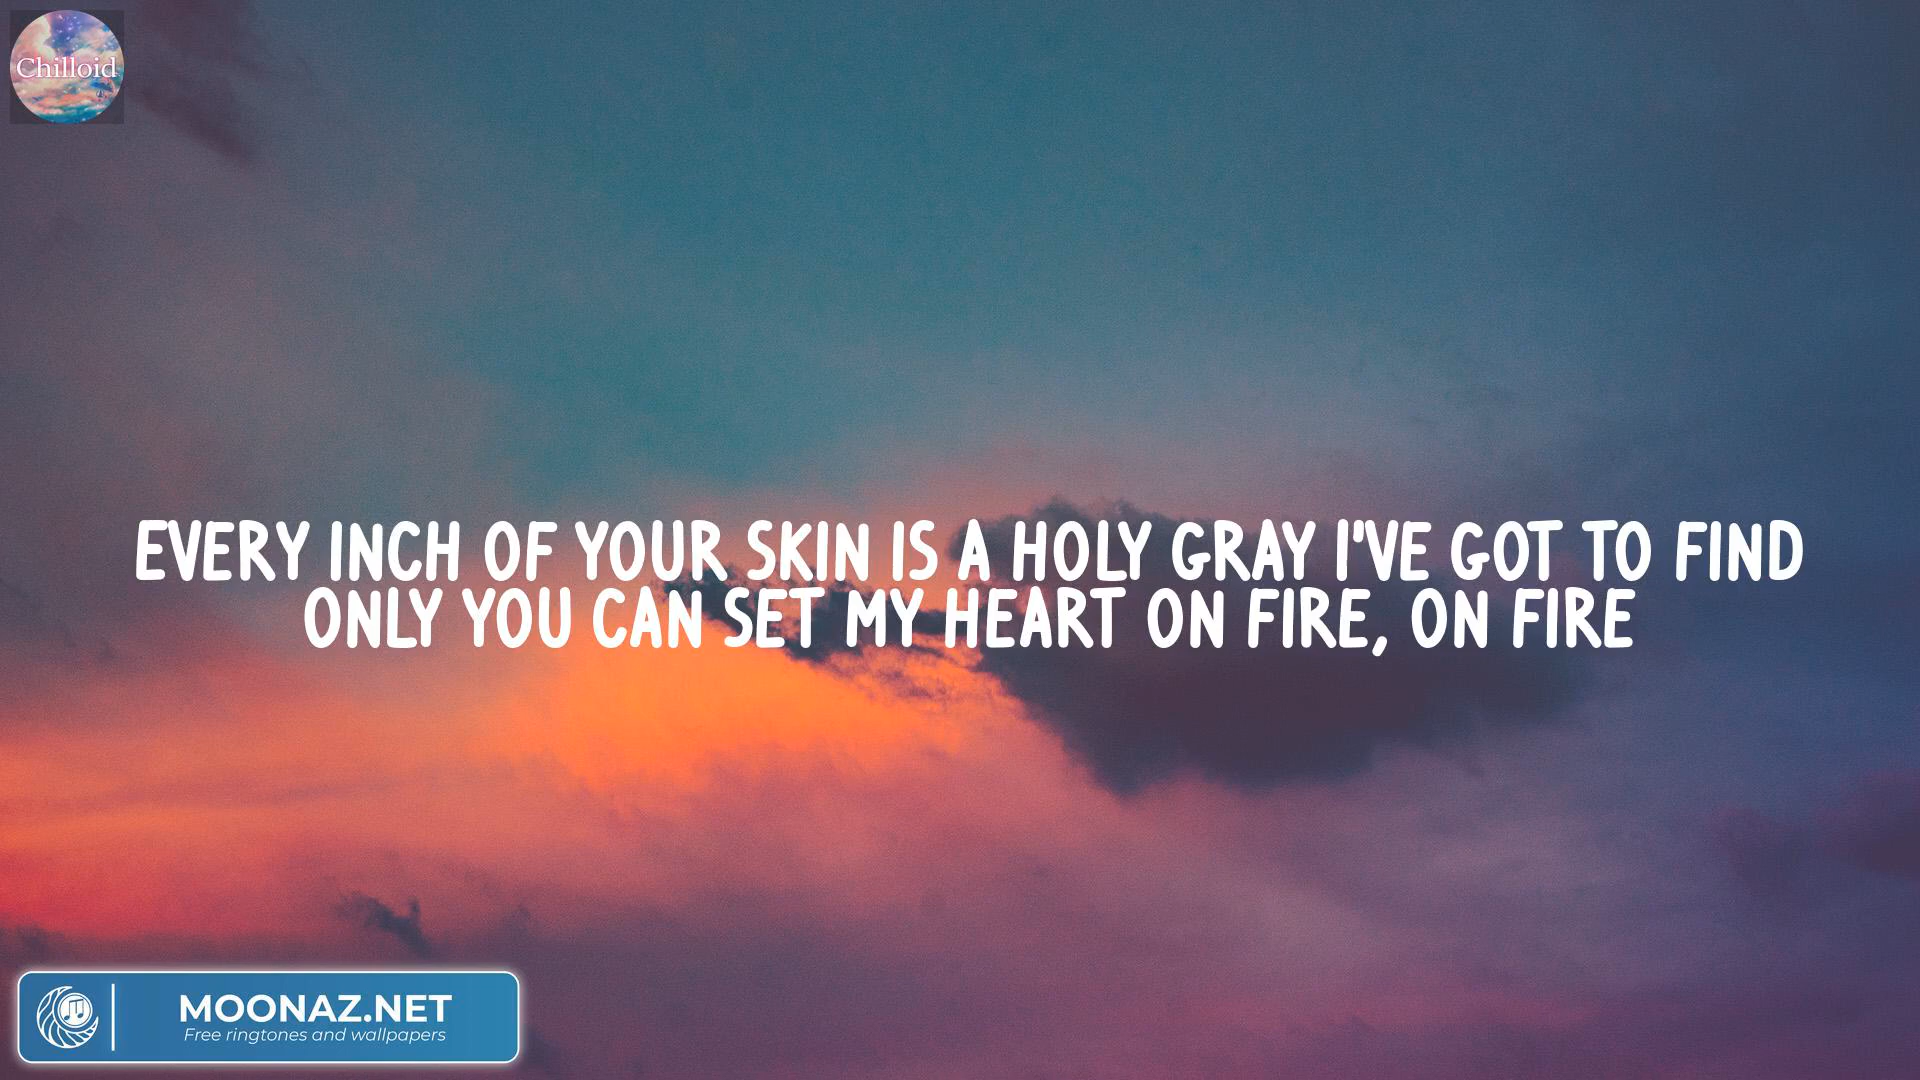 Chilloid
EVERY INCH OF YOUR SKIN IS A HOLY GRAY I'VE GOT TO FIND
ONLY YOU CAN SET MY HEART ON FIRE, ON FIRE
MOONAZ.NET
Free ringtones and wallpapers